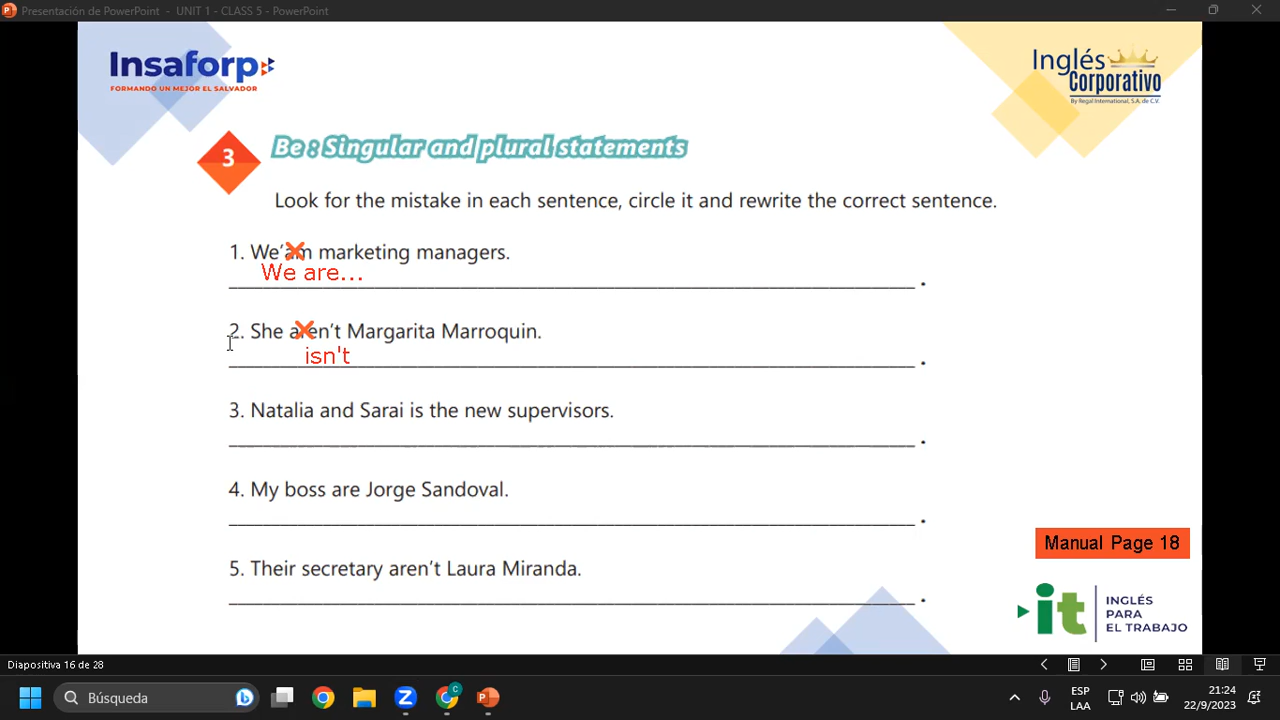 Presentación de PowerPoint - UNIT 1 - CLASS 5 - PowerPoint
Insaforp
FORMANDO UN MEJOR EL SALVADOR
Inglés
Corporativo
By Regal International, S.A. de C.V.
3 Be : Singular and plural statements
Look for the mistake in each sentence, circle it and rewrite the correct sentence.
1. We'am marketing managers.
We are...
2. She aren't Margarita Marroquin.
isn't
3. Natalia and Sarai is the new supervisors.
4. My boss are Jorge Sandoval.
Manual Page 18
5. Their secretary aren't Laura Miranda.
it INGLÉS
PARA
EL TRABAJO
Diapositiva 16 de 28
Búsqueda
ESP
LAA
21:24
22/9/2023